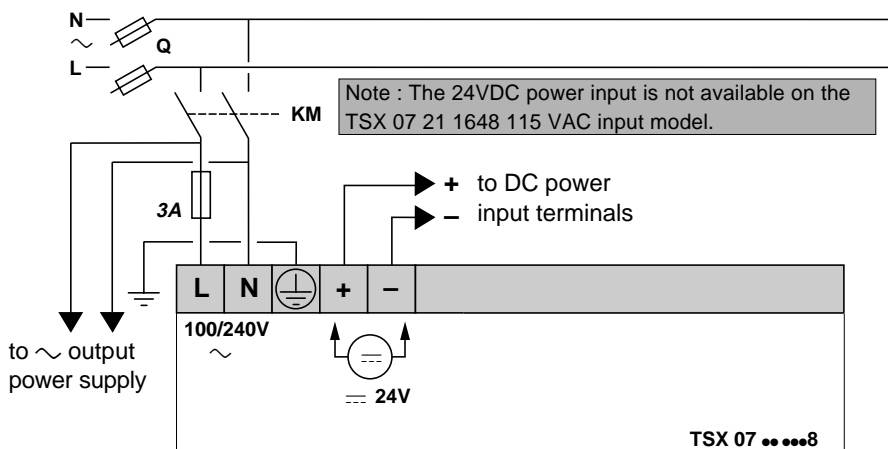 N
∼
Q
L
Note : The 24VDC power input is not available on the
TSX 07 21 1648 115 VAC input model.
KM
3A
+ to DC power
– input terminals
L N + –
100/240V
∼
24V
to ∼ output
power supply
TSX 07 •• •••8